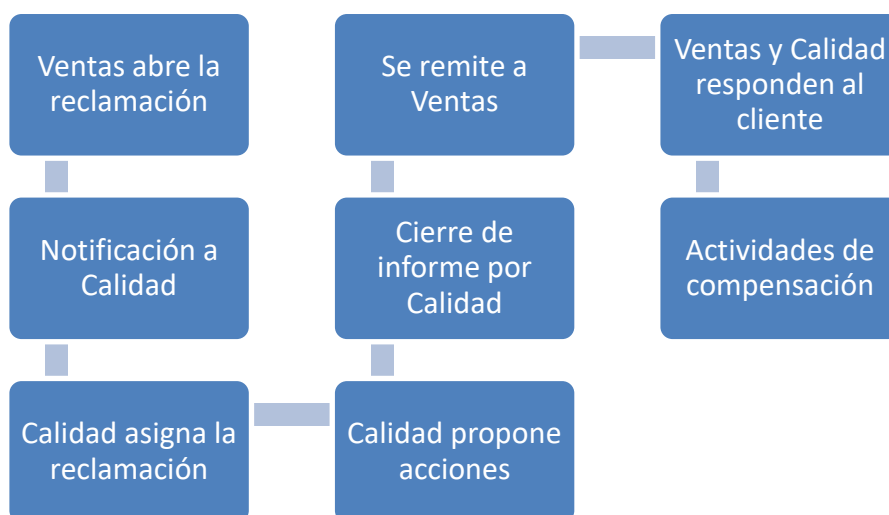 Ventas abre la
reclamación
Notificación a
Calidad
Calidad asigna la
reclamación
Calidad propone
acciones
Cierre de
informe por
Calidad
Se remite a
Ventas
Ventas y Calidad
responden al
cliente
Actividades de
compensación